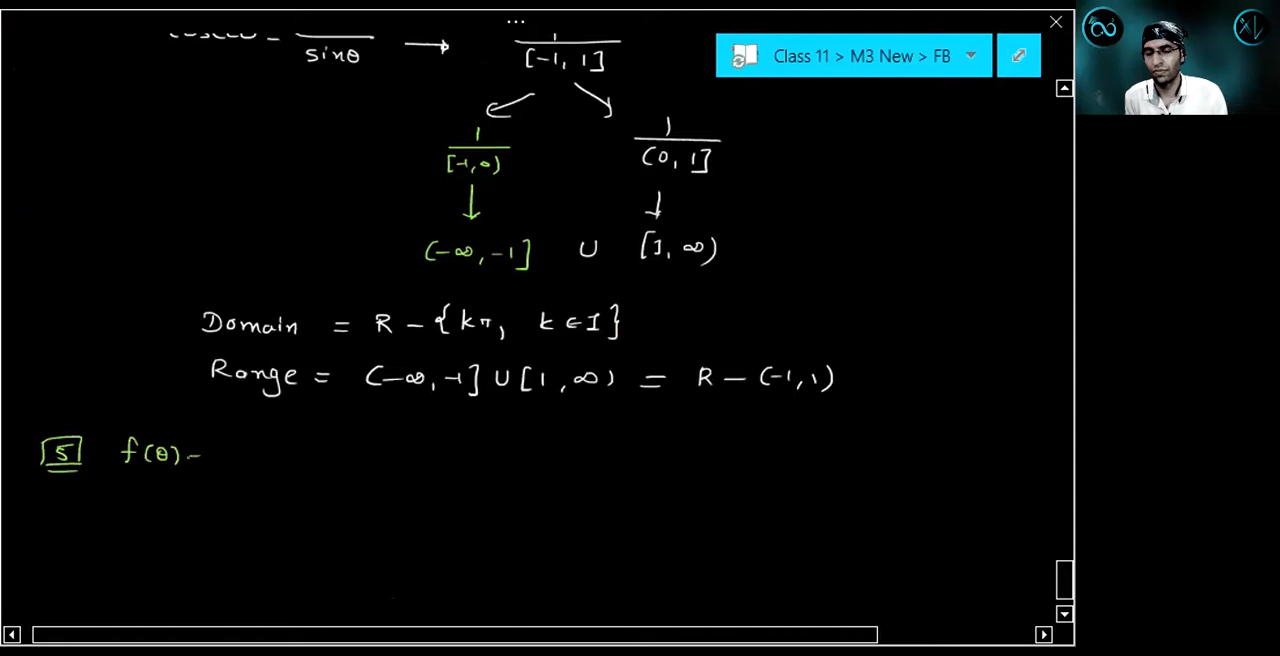 ...
sinθ → 1/[-1, 1]
Class 11 > M3 New > FB
1/[-1, 0) 1/(0, 1]
(-∞, -1] ∪ [1, ∞)
Domain = R - {kπ, k ∈ I}
Range = (-∞, -1] ∪ [1, ∞) = R - (-1, 1)
5 f(θ) =